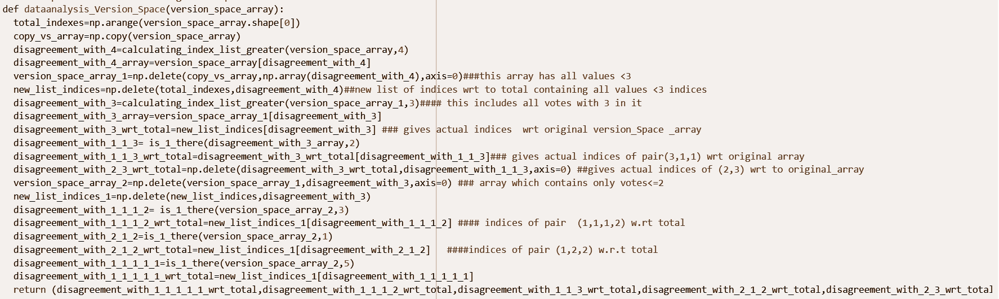 def dataanalysis_Version_Space(version_space_array):
  total_indexes=np.arange(version_space_array.shape[0])
  copy_vs_array=np.copy(version_space_array)
  disagreement_with_4=calculating_index_list_greater(version_space_array,4)
  disagreement_with_4_array=version_space_array[disagreement_with_4]
  version_space_array_1=np.delete(copy_vs_array,np.array(disagreement_with_4),axis=0)###this array has all values <3
  new_list_indices=np.delete(total_indexes,disagreement_with_4)##new list of indices wrt to total containing all values <3 indices
  disagreement_with_3=calculating_index_list_greater(version_space_array_1,3)#### this includes all votes with 3 in it
  disagreement_with_3_array=version_space_array_1[disagreement_with_3]
  disagreement_with_3_wrt_total=new_list_indices[disagreement_with_3] ### gives actual indices  wrt original version_Space _array
  disagreement_with_1_1_3= is_1_there(disagreement_with_3_array,2)
  disagreement_with_1_1_3_wrt_total=disagreement_with_3_wrt_total[disagreement_with_1_1_3]### gives actual indices of pair(3,1,1) wrt original array
  disagreement_with_2_3_wrt_total=np.delete(disagreement_with_3_wrt_total,disagreement_with_1_1_3,axis=0) ##gives actual indices of (2,3) wrt to original_array
  version_space_array_2=np.delete(version_space_array_1,disagreement_with_3,axis=0) ### array which contains only votes<=2
  new_list_indices_1=np.delete(new_list_indices,disagreement_with_3)
  disagreement_with_1_1_1_2= is_1_there(version_space_array_2,3)
  disagreement_with_1_1_1_2_wrt_total=new_list_indices_1[disagreement_with_1_1_1_2] #### indices of pair  (1,1,1,2) w.rt total
  disagreement_with_2_1_2=is_1_there(version_space_array_2,1)
  disagreement_with_2_1_2_wrt_total=new_list_indices_1[disagreement_with_2_1_2]   ####indices of pair (1,2,2) w.r.t total
  disagreement_with_1_1_1_1_1=is_1_there(version_space_array_2,5)
  disagreement_with_1_1_1_1_1_wrt_total=new_list_indices_1[disagreement_with_1_1_1_1_1]
  return (disagreement_with_1_1_1_1_1_wrt_total,disagreement_with_1_1_1_2_wrt_total,disagreement_with_1_1_3_wrt_total,disagreement_with_2_1_2_wrt_total,disagreement_with_2_3_wrt_total